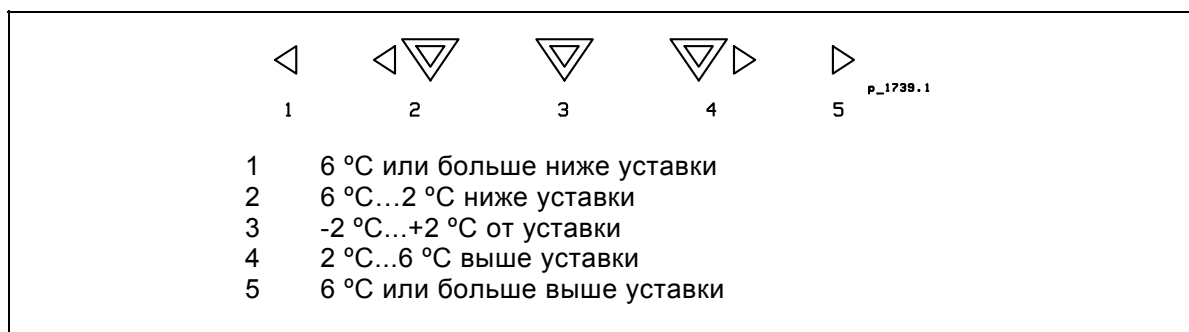 p_1739.1
1 2 3 4 5
1 6 ºC или больше ниже уставки
2 6 ºC…2 ºC ниже уставки
3 -2 ºC...+2 ºC от уставки
4 2 ºC...6 ºC выше уставки
5 6 ºC или больше выше уставки